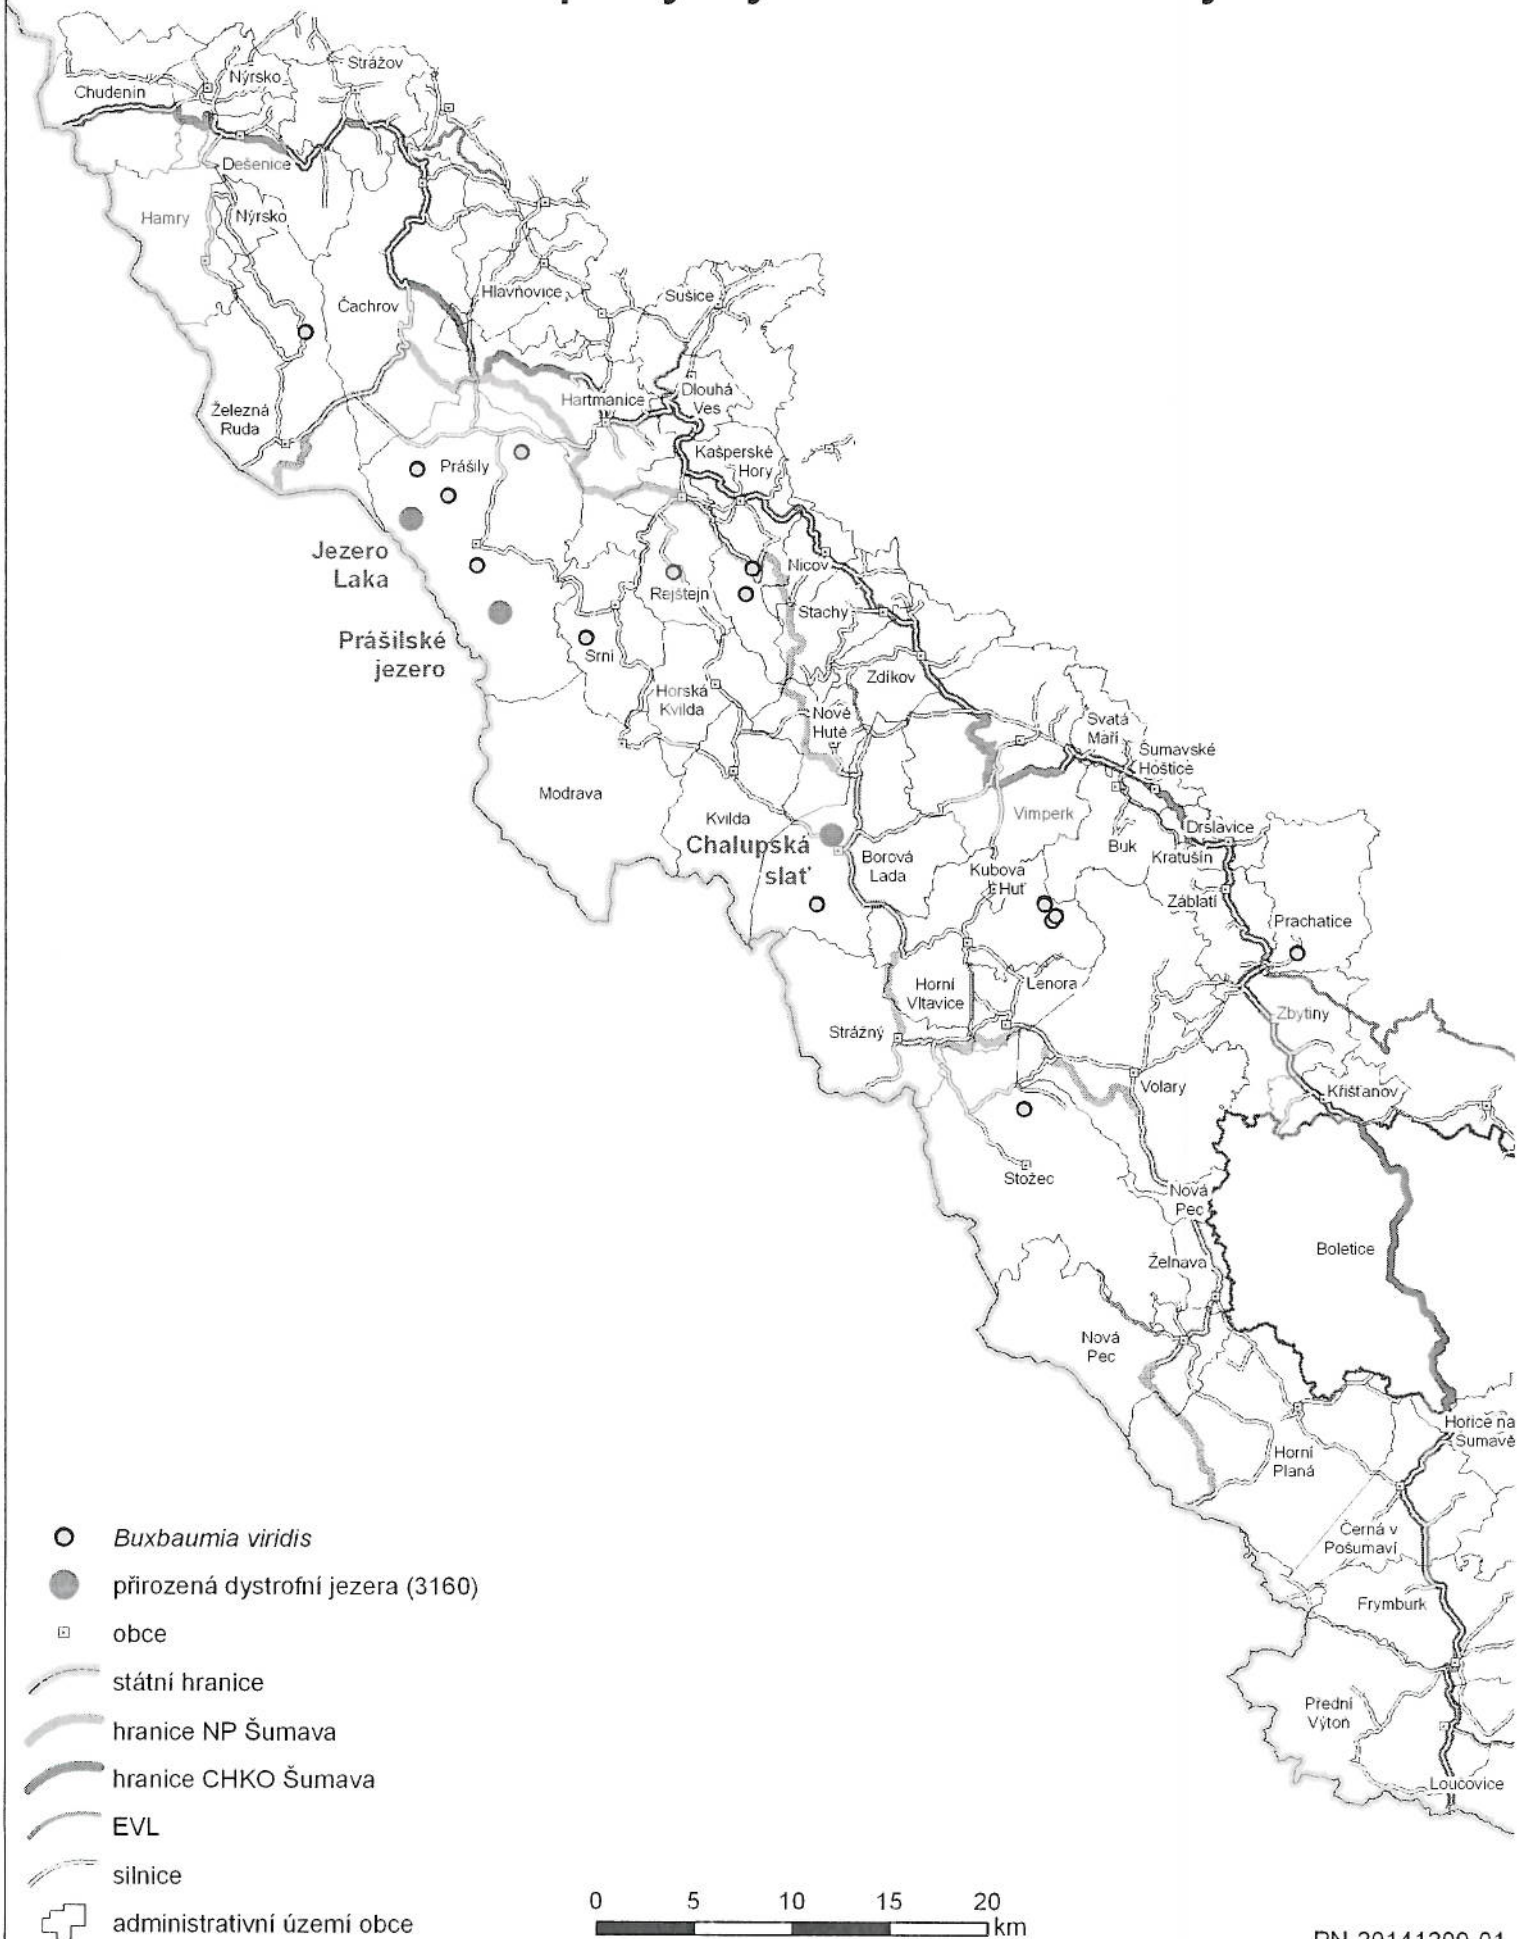 Strážov
Nýrsko
Chudenín
Dešenice
Hamry
Nýrsko
Čachrov
Hlavňovice
Sušice
Železná
Ruda
Hartmanice
Dlouhá
Ves
Prášily
Kašperské
Hory
Jezero
Laka
Nicov
Rejštejn
Stachy
Prášilské
jezero
Srní
Zdíkov
Horská
Kvilda
Nové
Hutě
Svatá
Maří
Šumavské
Hoštice
Modrava
Kvilda
Vimperk
Drslavice
Chalupská
slať
Borová
Lada
Buk
Kratušín
Kubova
Huť
Záblatí
Prachatice
Horní
Vltavice
Lenora
Zbytiny
Strážný
Volary
Křišťanov
Stožec
Nová
Pec
Boletice
Želnava
Nová
Pec
Hořice na
Šumavě
Horní
Planá
Černá v
Pošumaví
Frymburk
Přední
Výtoň
Loučovice
Buxbaumia viridis
přirozená dystrofní jezera (3160)
obce
státní hranice
hranice NP Šumava
hranice CHKO Šumava
EVL
silnice
administrativní území obce
0 5 10 15 20
km